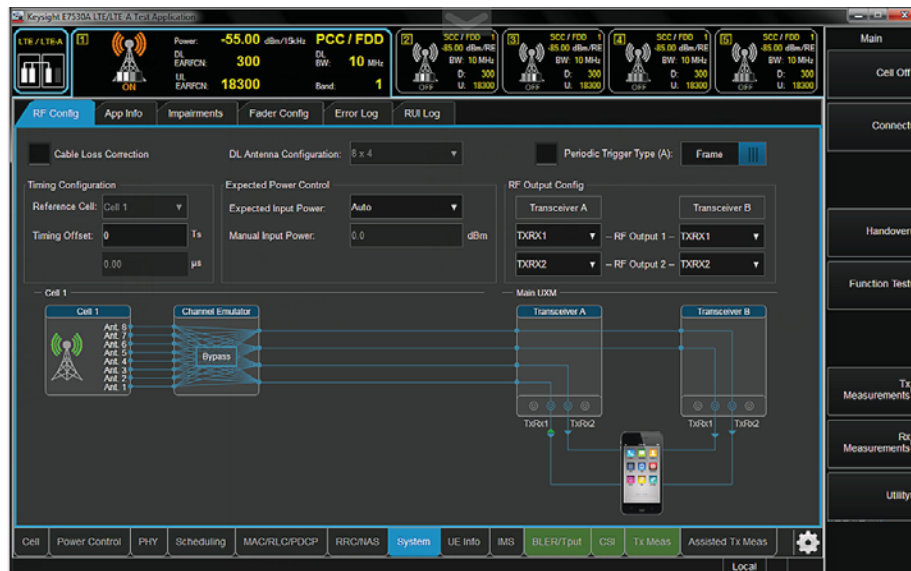 Keysight E7530A LTE/LTE-A Test Application
LTE / LTE-A
1
ON
Power: -55.00 dBm/15kHz PCC / FDD
DL EARFCN: 300 DL BW: 10 MHz
UL EARFCN: 18300 Band: 1
2 SCC / FDD 1
-85.00 dBm/RE
BW: 10 MHz
D: 300
OFF U: 18300
3 SCC / FDD 1
-85.00 dBm/RE
BW: 10 MHz
D: 300
OFF U: 18300
4 SCC / FDD 1
-85.00 dBm/RE
BW: 10 MHz
D: 300
OFF U: 18300
5 SCC / FDD 1
-85.00 dBm/RE
BW: 10 MHz
D: 300
OFF U: 18300
Main
Cell Off
Connect
Handover
Function Test
Tx Measurements
Rx Measurements
Utility
RF Config App Info Impairments Fader Config Error Log RUI Log
Cable Loss Correction DL Antenna Configuration: 8 x 4 Periodic Trigger Type (A): Frame
Timing Configuration
Reference Cell: Cell 1
Timing Offset: 0 Ts
0.00 µs
Expected Power Control
Expected Input Power: Auto
Manual Input Power: 0.0 dBm
RF Output Config
Transceiver A Transceiver B
TXRX1 – RF Output 1 – TXRX1
TXRX2 – RF Output 2 – TXRX2
Cell 1
Cell 1
Ant. 8
Ant. 7
Ant. 6
Ant. 5
Ant. 4
Ant. 3
Ant. 2
Ant. 1
Channel Emulator
Bypass
Main UXM
Transceiver A Transceiver B
TxRx1 TxRx2 TxRx1 TxRx2
Cell Power Control PHY Scheduling MAC/RLC/PDCP RRC/NAS System UE Info IMS BLER/Tput CSI Tx Meas Assisted Tx Meas
Local